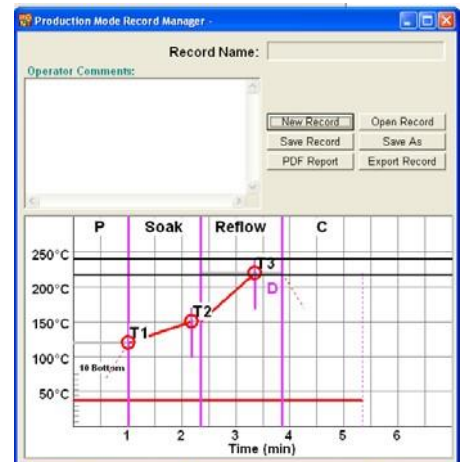 Production Mode Record Manager -
Record Name:
Operator Comments:
New Record Open Record
Save Record Save As
PDF Report Export Record
P Soak Reflow C
250°C
T3
200°C D
T2
150°C
T1
100°C
10 Bottom
50°C
1 2 3 4 5 6
Time (min)